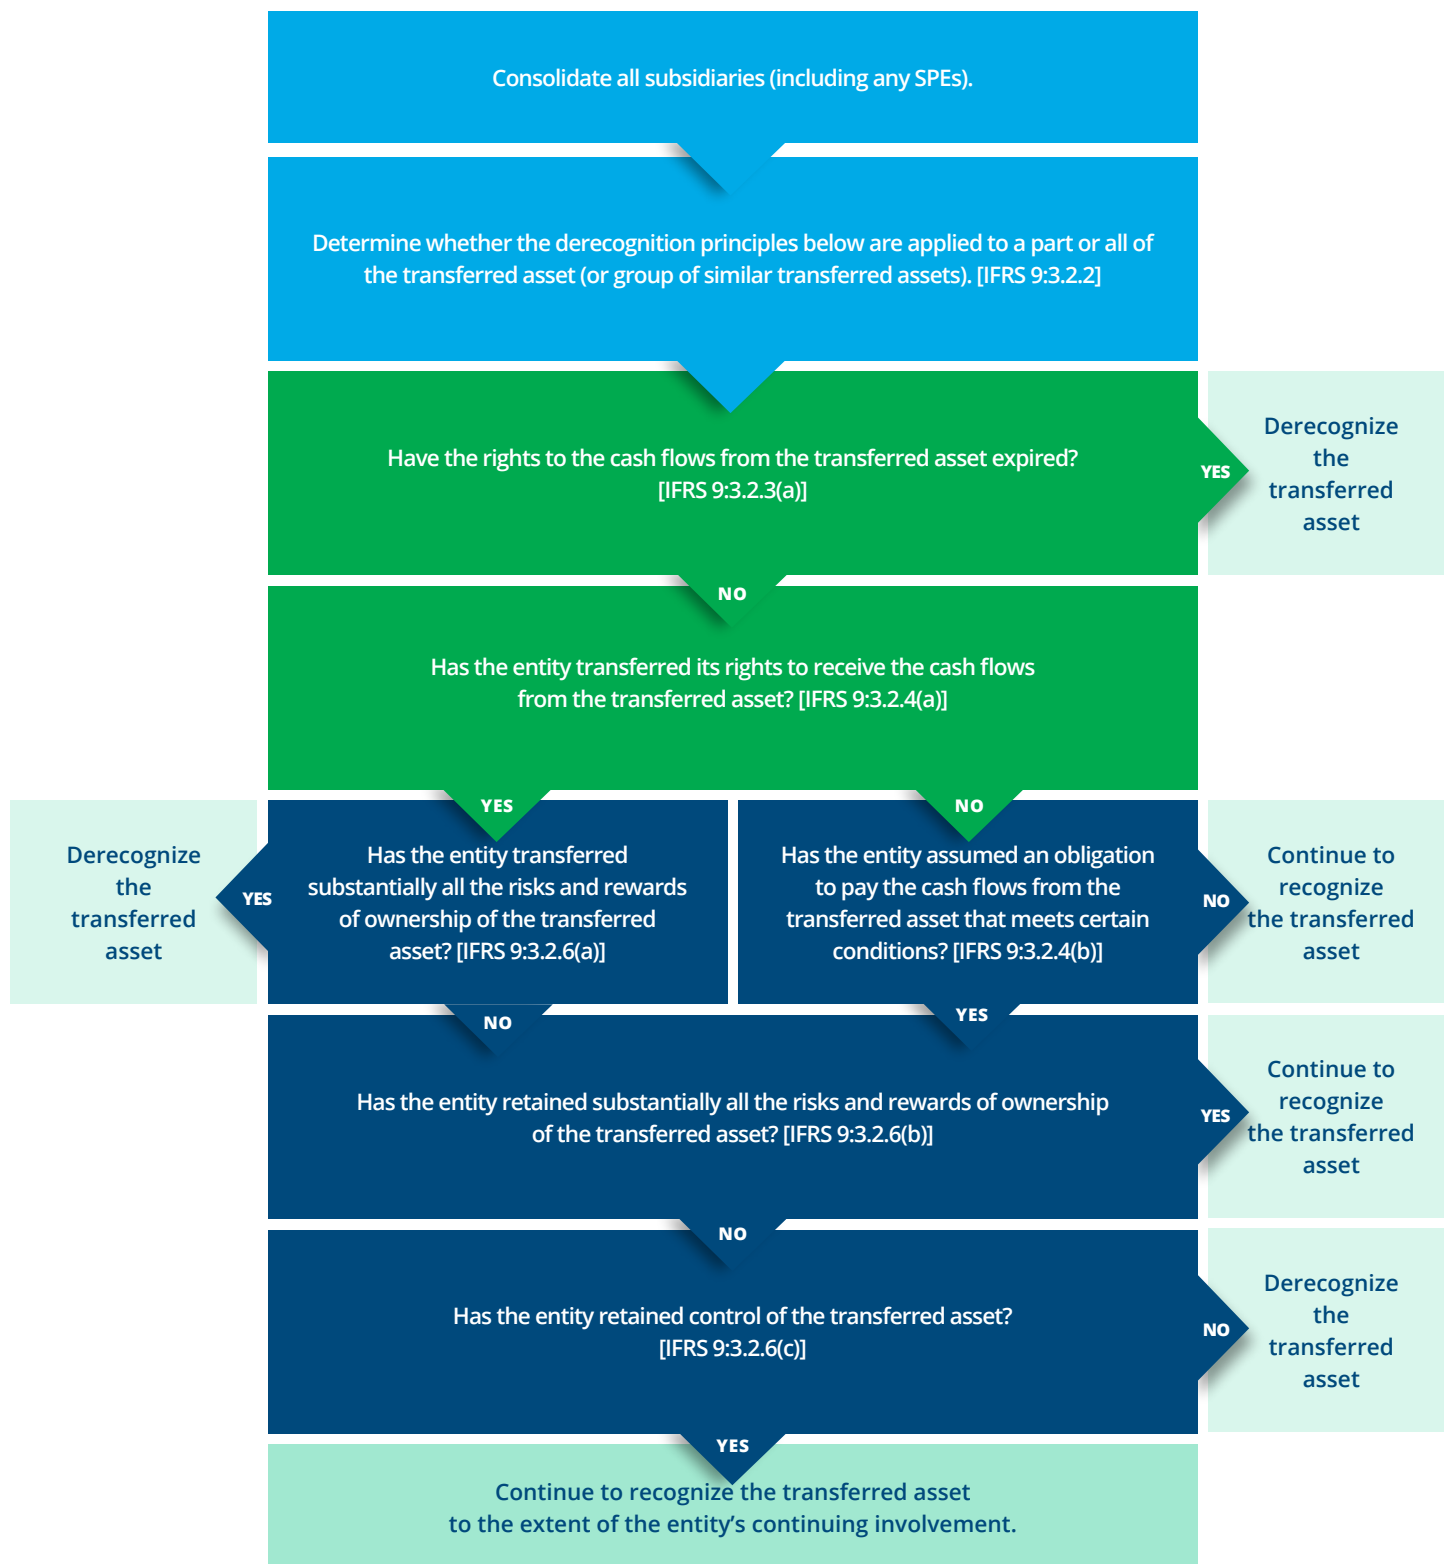 Consolidate all subsidiaries (including any SPEs).
Determine whether the derecognition principles below are applied to a part or all of
the transferred asset (or group of similar transferred assets). [IFRS 9:3.2.2]
Have the rights to the cash flows from the transferred asset expired?
[IFRS 9:3.2.3(a)]
YES
Derecognize
the
transferred
asset
NO
Has the entity transferred its rights to receive the cash flows
from the transferred asset? [IFRS 9:3.2.4(a)]
YES
NO
Derecognize
the
transferred
asset
YES
Has the entity transferred
substantially all the risks and rewards
of ownership of the transferred
asset? [IFRS 9:3.2.6(a)]
Has the entity assumed an obligation
to pay the cash flows from the
transferred asset that meets certain
conditions? [IFRS 9:3.2.4(b)]
NO
Continue to
recognize
the transferred
asset
NO
YES
Has the entity retained substantially all the risks and rewards of ownership
of the transferred asset? [IFRS 9:3.2.6(b)]
YES
Continue to
recognize
the transferred
asset
NO
Has the entity retained control of the transferred asset?
[IFRS 9:3.2.6(c)]
NO
Derecognize
the
transferred
asset
YES
Continue to recognize the transferred asset
to the extent of the entity’s continuing involvement.